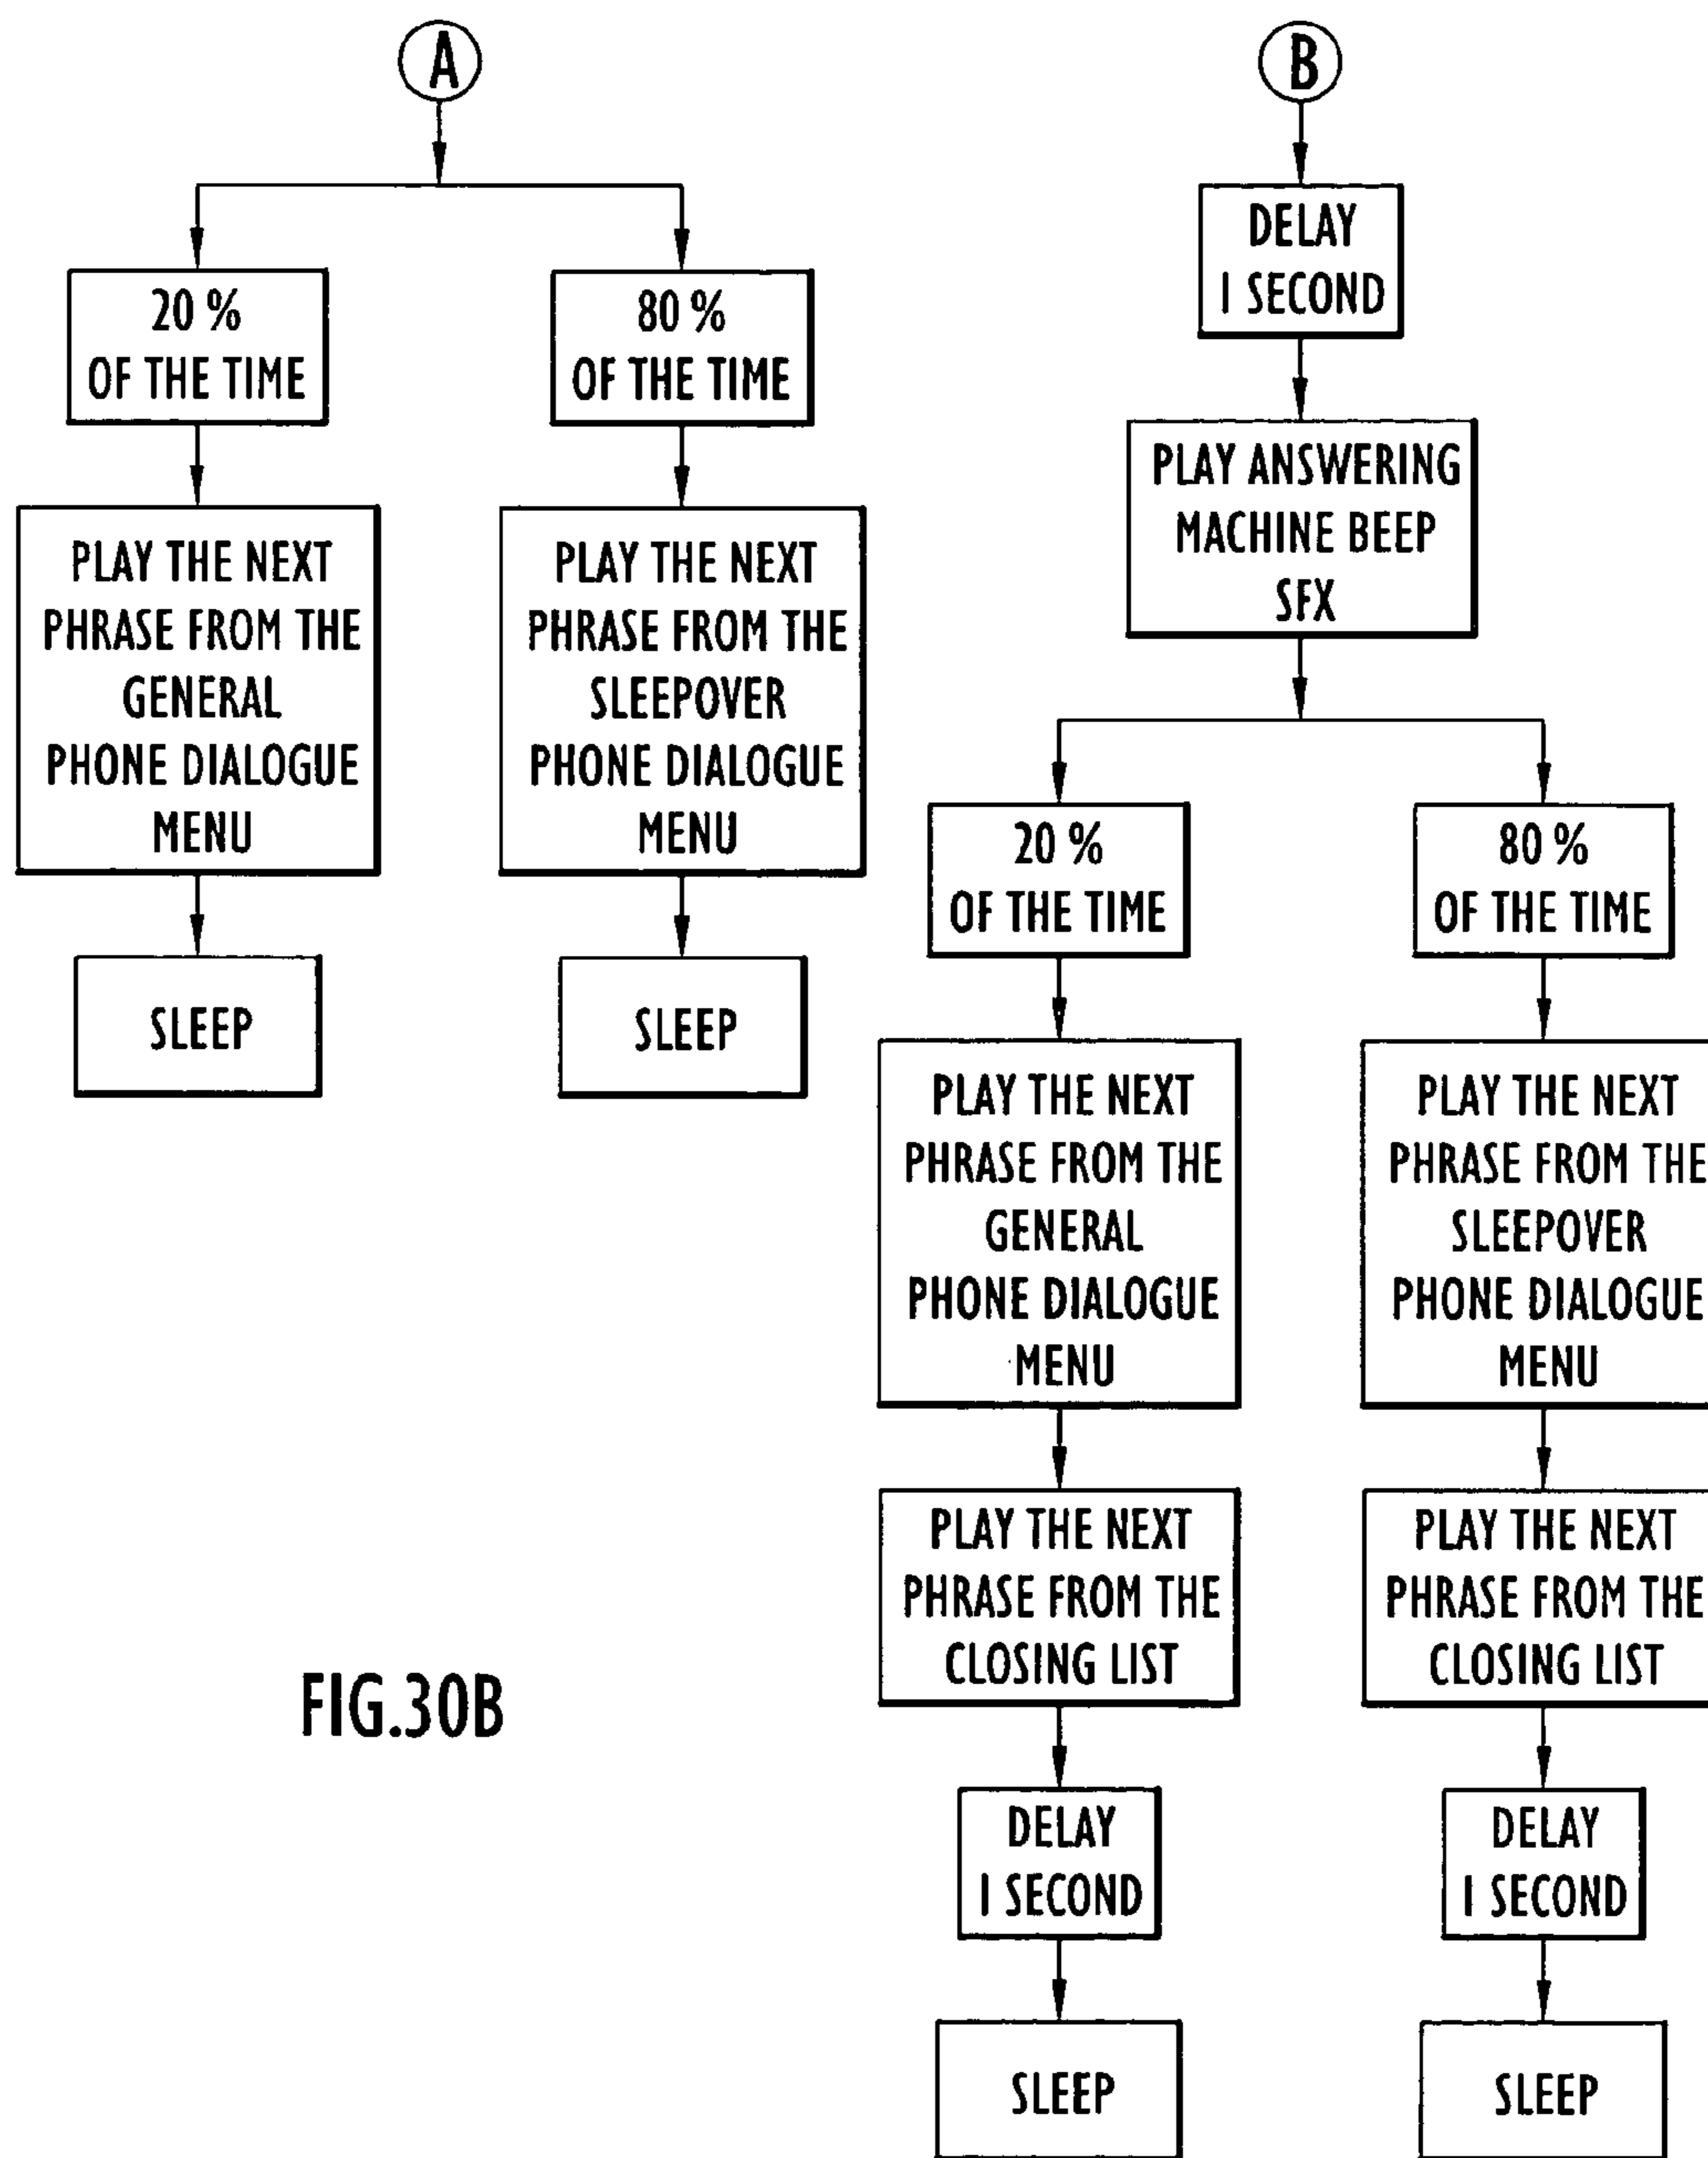 A
20 %
OF THE TIME
PLAY THE NEXT
PHRASE FROM THE
GENERAL
PHONE DIALOGUE
MENU
SLEEP
80 %
OF THE TIME
PLAY THE NEXT
PHRASE FROM THE
SLEEPOVER
PHONE DIALOGUE
MENU
SLEEP
B
DELAY
1 SECOND
PLAY ANSWERING
MACHINE BEEP
SFX
20 %
OF THE TIME
PLAY THE NEXT
PHRASE FROM THE
GENERAL
PHONE DIALOGUE
MENU
PLAY THE NEXT
PHRASE FROM THE
CLOSING LIST
DELAY
1 SECOND
SLEEP
80 %
OF THE TIME
PLAY THE NEXT
PHRASE FROM THE
SLEEPOVER
PHONE DIALOGUE
MENU
PLAY THE NEXT
PHRASE FROM THE
CLOSING LIST
DELAY
1 SECOND
SLEEP
FIG.30B